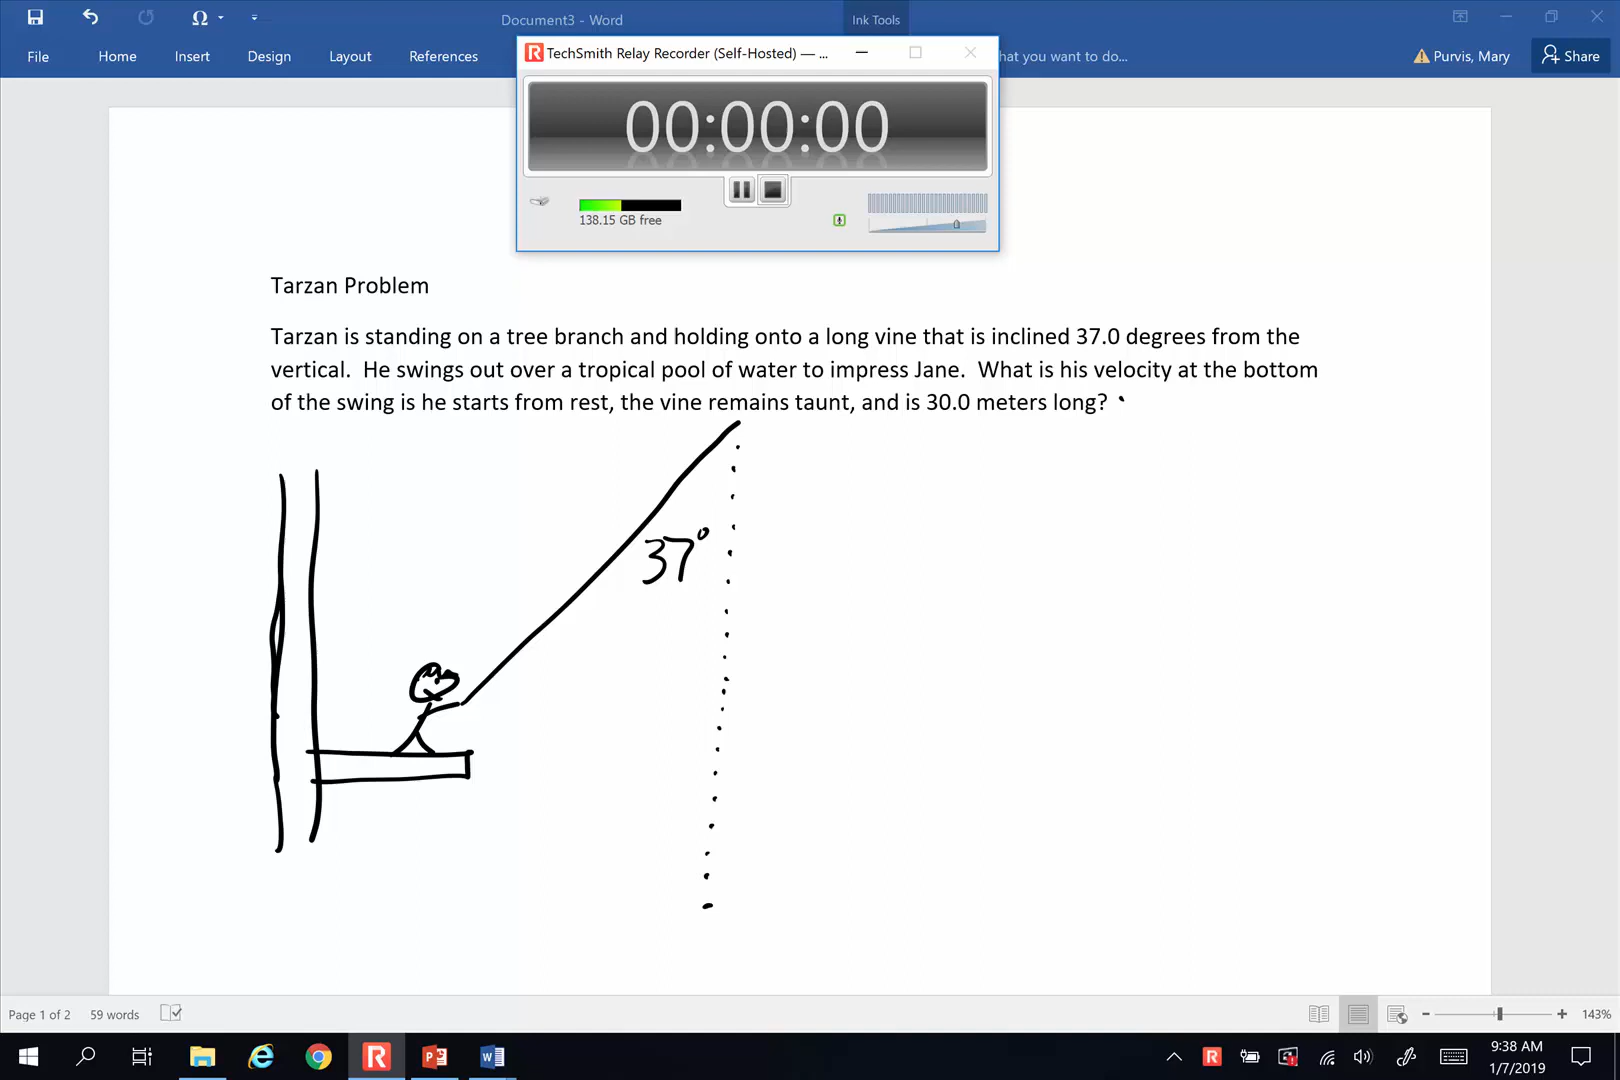 Document3 - Word
Ink Tools
File Home Insert Design Layout References
hat you want to do...
Purvis, Mary
Share
TechSmith Relay Recorder (Self-Hosted) — ...
00:00:00
138.15 GB free
Tarzan Problem
Tarzan is standing on a tree branch and holding onto a long vine that is inclined 37.0 degrees from the
vertical. He swings out over a tropical pool of water to impress Jane. What is his velocity at the bottom
of the swing is he starts from rest, the vine remains taunt, and is 30.0 meters long?
37°
Page 1 of 2 59 words
143%
9:38 AM
1/7/2019